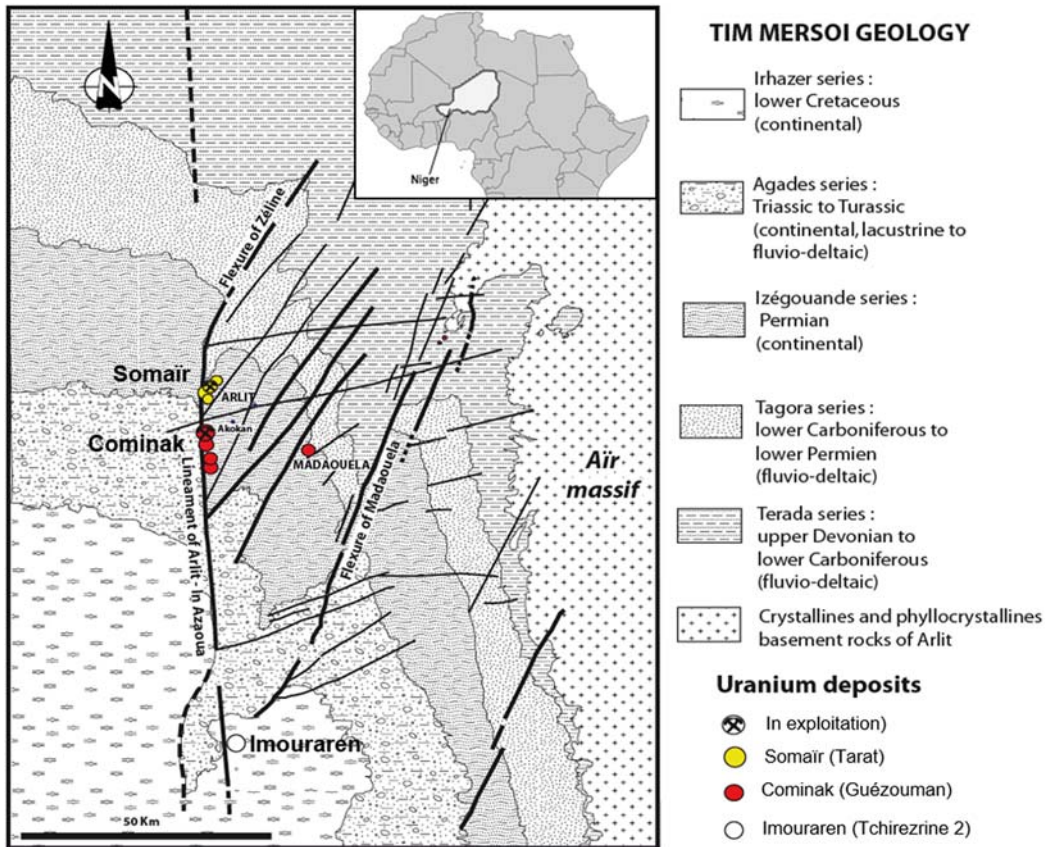 N
Niger
Flexure of Zéline
Somaïr
ARLIT
Cominak
Akokan
MADAOUELA
Aïr
massif
Lineament of Arlit - In Azaoua
Flexure of Madaouela
Imouraren
50 Km
TIM MERSOI GEOLOGY
Irhazer series :
lower Cretaceous
(continental)
Agades series :
Triassic to Turassic
(continental, lacustrine to
fluvio-deltaic)
Izégouande series :
Permian
(continental)
Tagora series :
lower Carboniferous to
lower Permien
(fluvio-deltaic)
Terada series :
upper Devonian to
lower Carboniferous
(fluvio-deltaic)
Crystallines and phyllocrystallines
basement rocks of Arlit
Uranium deposits
In exploitation)
Somaïr (Tarat)
Cominak (Guézouman)
Imouraren (Tchirezrine 2)